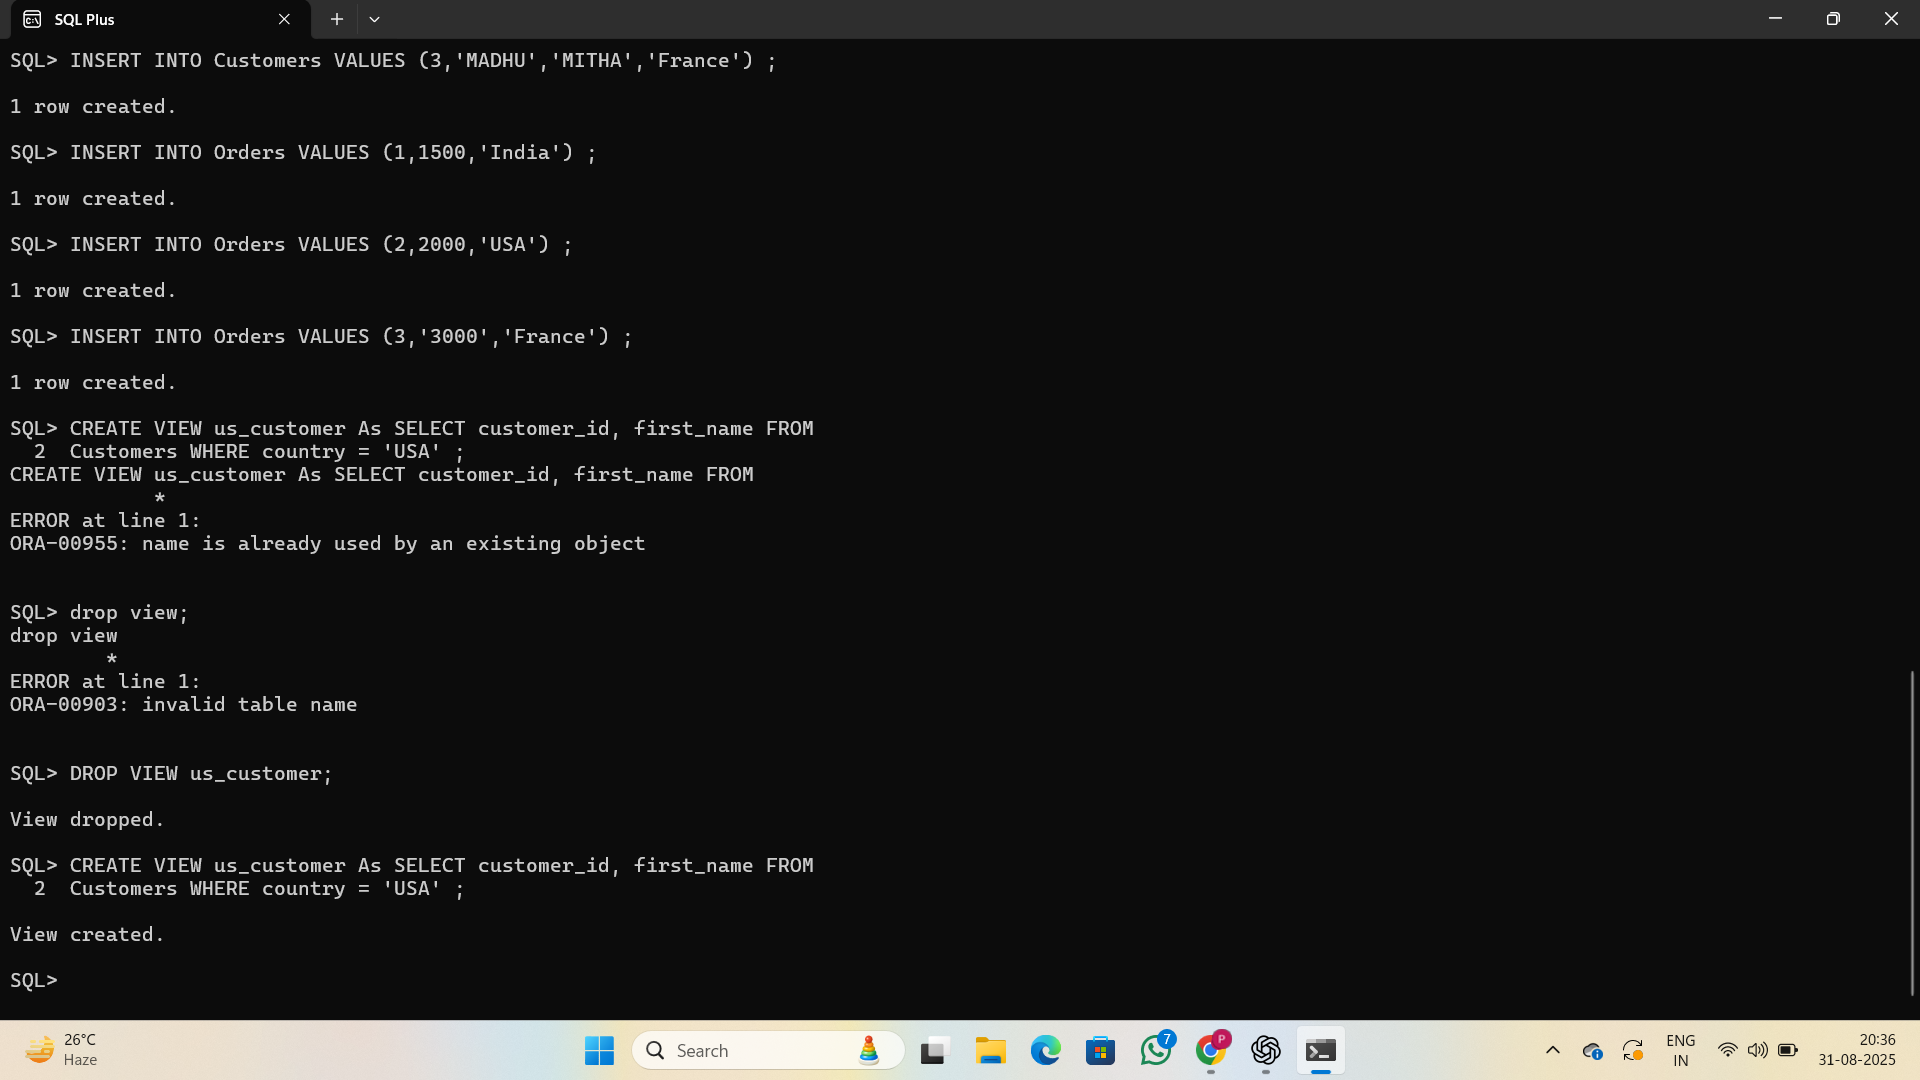 SQL Plus
SQL> INSERT INTO Customers VALUES (3,'MADHU','MITHA','France') ;
1 row created.
SQL> INSERT INTO Orders VALUES (1,1500,'India') ;
1 row created.
SQL> INSERT INTO Orders VALUES (2,2000,'USA') ;
1 row created.
SQL> INSERT INTO Orders VALUES (3,'3000','France') ;
1 row created.
SQL> CREATE VIEW us_customer As SELECT customer_id, first_name FROM
2 Customers WHERE country = 'USA' ;
CREATE VIEW us_customer As SELECT customer_id, first_name FROM
*
ERROR at line 1:
ORA-00955: name is already used by an existing object
SQL> drop view;
drop view
*
ERROR at line 1:
ORA-00903: invalid table name
SQL> DROP VIEW us_customer;
View dropped.
SQL> CREATE VIEW us_customer As SELECT customer_id, first_name FROM
2 Customers WHERE country = 'USA' ;
View created.
SQL>
26°C
Haze
Search
7
P
ENG
IN
20:36
31-08-2025